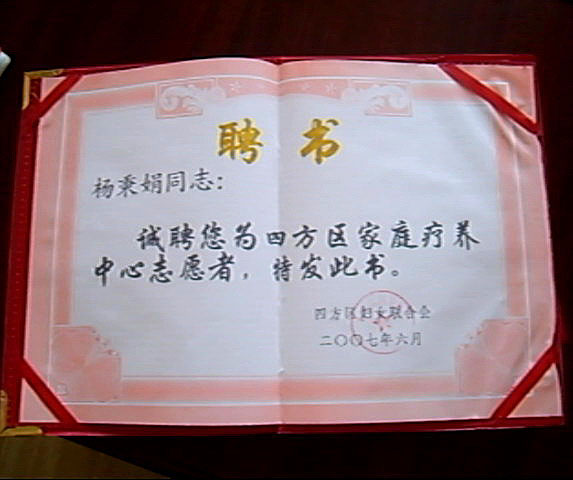 聘书
杨秉娟同志：
诚聘您为四方区家庭疗养
中心志愿者，特发此书。
四方区妇女联合会
二〇〇七年六月